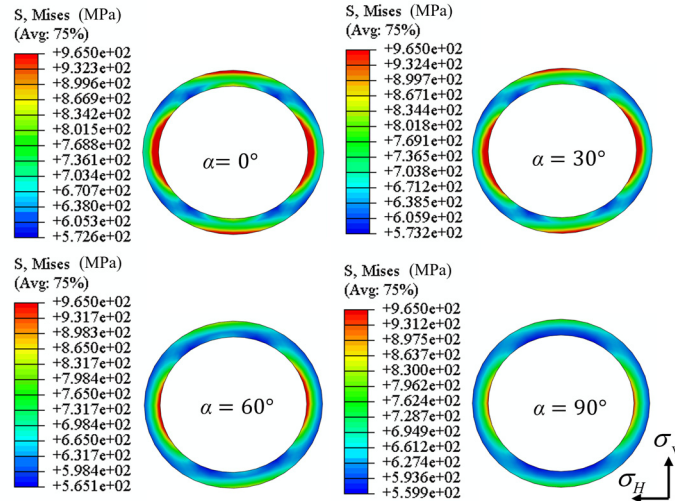 S, Mises (MPa)
(Avg: 75%)
+9.650e+02
+9.323e+02
+8.996e+02
+8.669e+02
+8.342e+02
+8.015e+02
+7.688e+02
+7.361e+02
+7.034e+02
+6.707e+02
+6.380e+02
+6.053e+02
+5.726e+02
α= 0°
S, Mises (MPa)
(Avg: 75%)
+9.650e+02
+9.324e+02
+8.997e+02
+8.671e+02
+8.344e+02
+8.018e+02
+7.691e+02
+7.365e+02
+7.038e+02
+6.712e+02
+6.385e+02
+6.059e+02
+5.732e+02
α = 30°
S, Mises (MPa)
(Avg: 75%)
+9.650e+02
+9.317e+02
+8.983e+02
+8.650e+02
+8.317e+02
+7.984e+02
+7.650e+02
+7.317e+02
+6.984e+02
+6.650e+02
+6.317e+02
+5.984e+02
+5.651e+02
α = 60°
S, Mises (MPa)
(Avg: 75%)
+9.650e+02
+9.312e+02
+8.975e+02
+8.637e+02
+8.300e+02
+7.962e+02
+7.624e+02
+7.287e+02
+6.949e+02
+6.612e+02
+6.274e+02
+5.936e+02
+5.599e+02
α = 90°
σ
σH